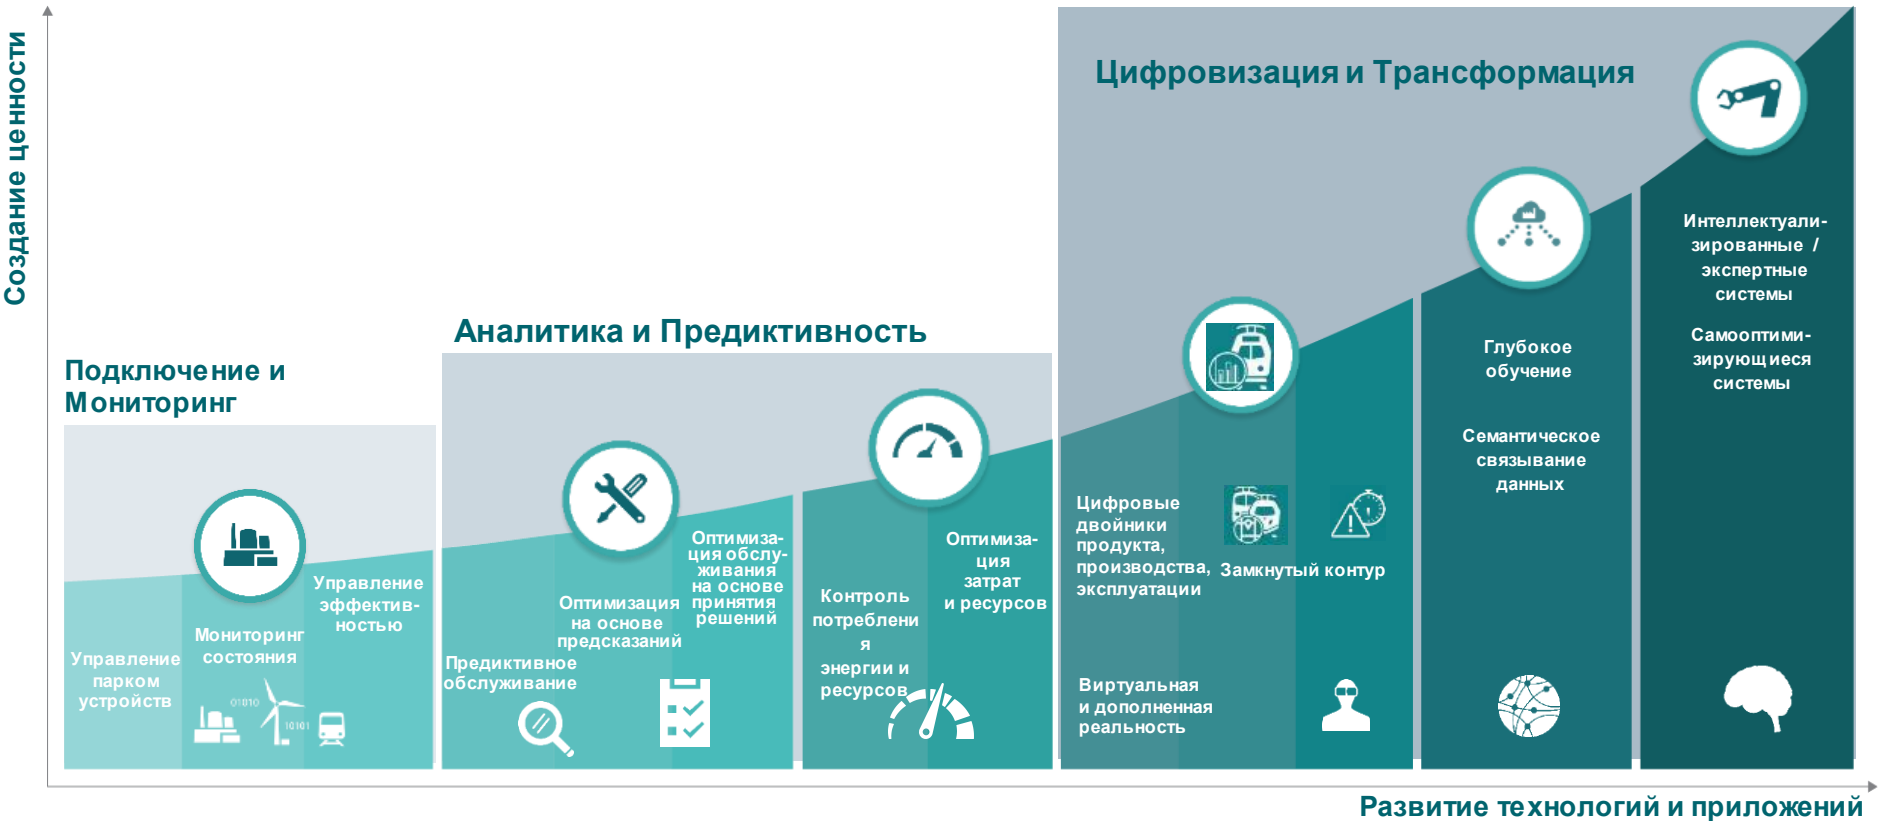 Создание ценности
Подключение и
Мониторинг
Управление
парком
устройств
Мониторинг
состояния
01010
10101
Управление
эффектив-
ностью
Аналитика и Предиктивность
Предиктивное
обслуживание
Оптимизация
на основе
предсказаний
Оптимиза-
ция обслу-
живания
на основе
принятия
решений
Контроль
потреблени
я
энергии и
ресурсов
Оптимиза-
ция
затрат
и ресурсов
Цифровизация и Трансформация
Цифровые
двойники
продукта,
производства,
эксплуатации
Замкнутый контур
Виртуальная
и дополненная
реальность
Глубокое
обучение
Семантическое
связывание
данных
Интеллектуали-
зированные /
экспертные
системы
Самооптими-
зирующиеся
системы
Развитие технологий и приложений